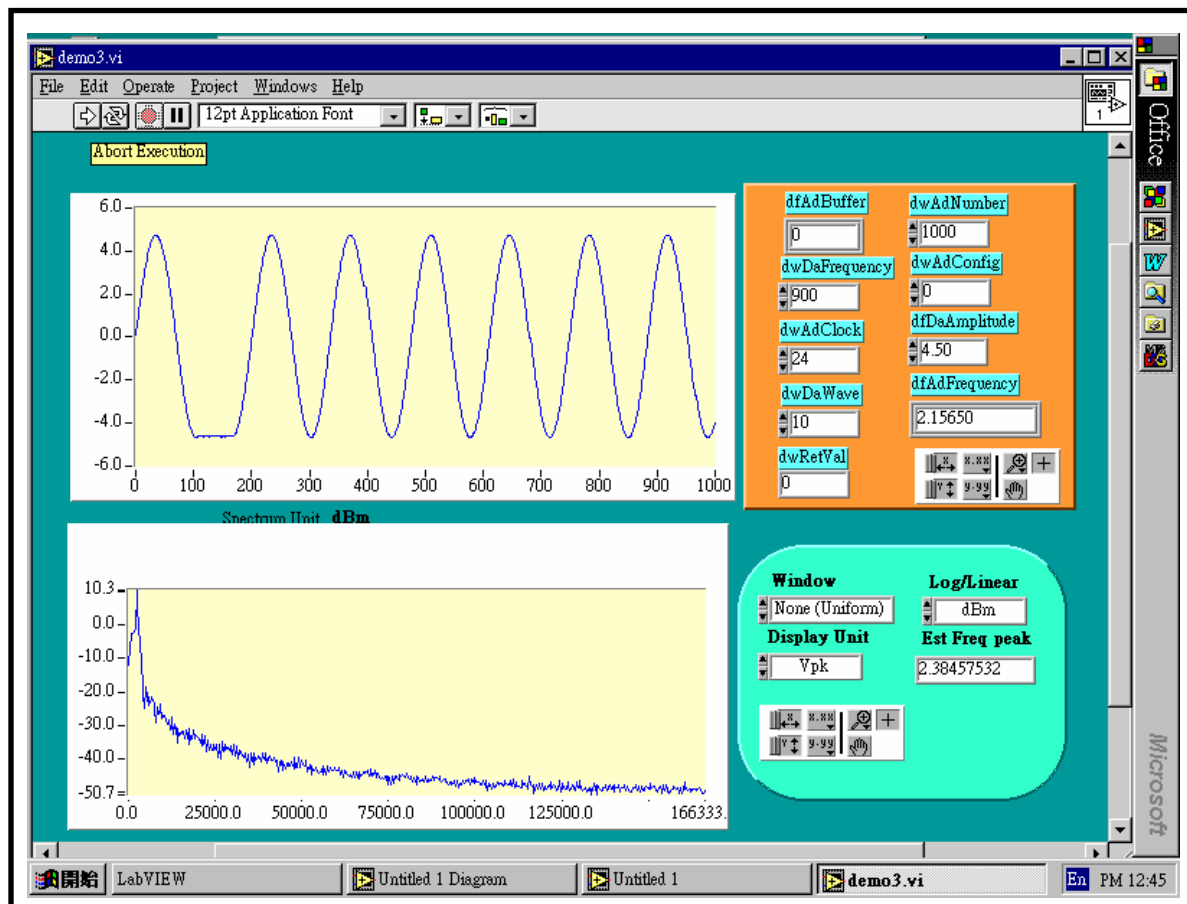 demo3.vi
File Edit Operate Project Windows Help
12pt Application Font
1
Abort Execution
6.0
4.0
2.0
0.0
-2.0
-4.0
-6.0
0 100 200 300 400 500 600 700 800 900 1000
dfAdBuffer
0
dwAdNumber
1000
dwDaFrequency
900
dwAdConfig
0
dwAdClock
24
dfDaAmplitude
4.50
dwDaWave
10
dfAdFrequency
2.15650
dwRetVal
0
x.xx
y.yy
Spectrum Unit dBm
10.3
0.0
-10.0
-20.0
-30.0
-40.0
-50.7
0.0 25000.0 50000.0 75000.0 100000.0 125000.0 166333.
Window
None (Uniform)
Log/Linear
dBm
Display Unit
Vpk
Est Freq peak
2.38457532
x.xx
y.yy
Office
W
Microsoft
開始 LabVIEW Untitled 1 Diagram Untitled 1 demo3.vi En PM 12:45